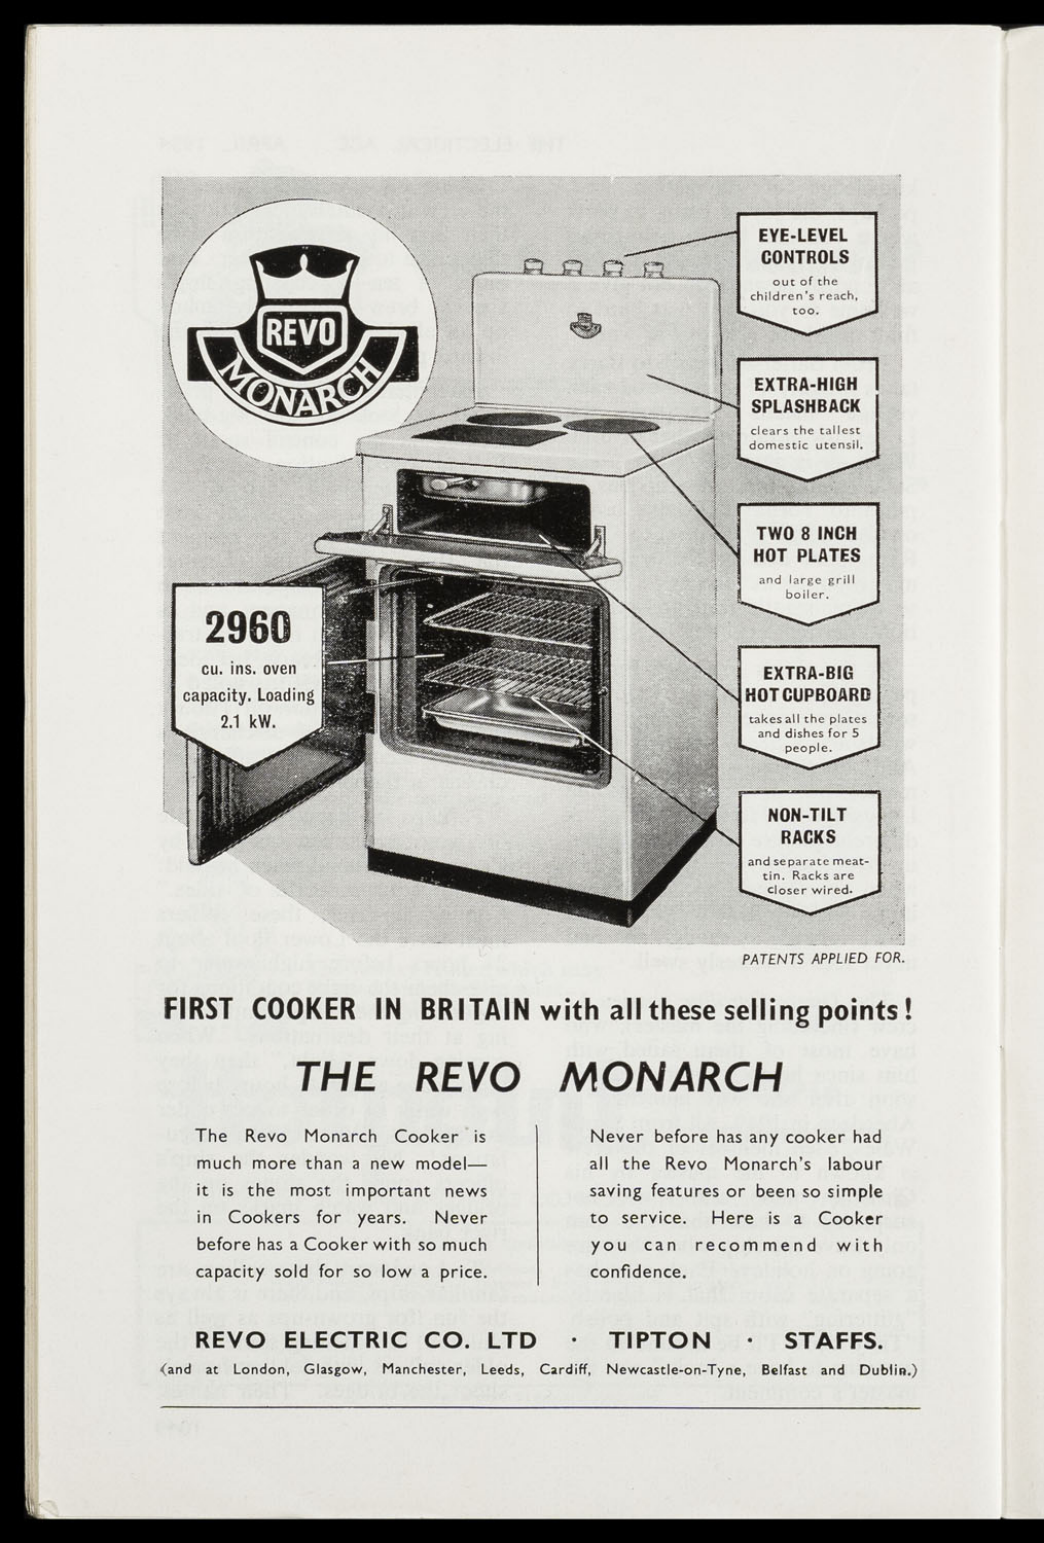 REVO
MONARCH
EYE-LEVEL
CONTROLS
out of the
children's reach,
too.
EXTRA-HIGH
SPLASHBACK
clears the tallest
domestic utensil.
TWO 8 INCH
HOT PLATES
and large grill
boiler.
2960
cu. ins. oven
capacity. Loading
2.1 kW.
EXTRA-BIG
HOT CUPBOARD
takes all the plates
and dishes for 5
people.
NON-TILT
RACKS
and separate meat-
tin. Racks are
closer wired.
PATENTS APPLIED FOR.
FIRST COOKER IN BRITAIN with all these selling points!
THE REVO MONARCH
The Revo Monarch Cooker is
much more than a new model—
it is the most important news
in Cookers for years. Never
before has a Cooker with so much
capacity sold for so low a price.
Never before has any cooker had
all the Revo Monarch's labour
saving features or been so simple
to service. Here is a Cooker
you can recommend with
confidence.
REVO ELECTRIC CO. LTD · TIPTON · STAFFS.
(and at London, Glasgow, Manchester, Leeds, Cardiff, Newcastle-on-Tyne, Belfast and Dublin.)